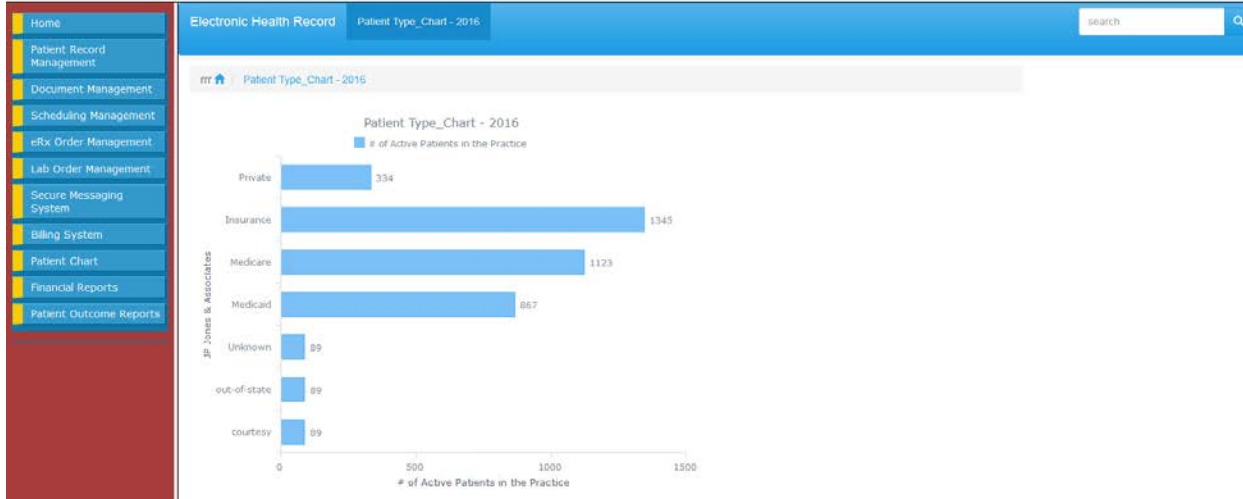 Home
Patient Record
Management
Document Management
Scheduling Management
eRx Order Management
Lab Order Management
Secure Messaging
System
Billing System
Patient Chart
Financial Reports
Patient Outcome Reports
Electronic Health Record
Patient Type_Chart - 2016
search
rrr
Patient Type_Chart - 2016
Patient Type_Chart - 2016
# of Active Patients in the Practice
JP Jones & Associates
Private 334
Insurance 1345
Medicare 1123
Medicaid 867
Unknown 89
out-of-state 89
courtesy 89
0 500 1000 1500
# of Active Patients in the Practice